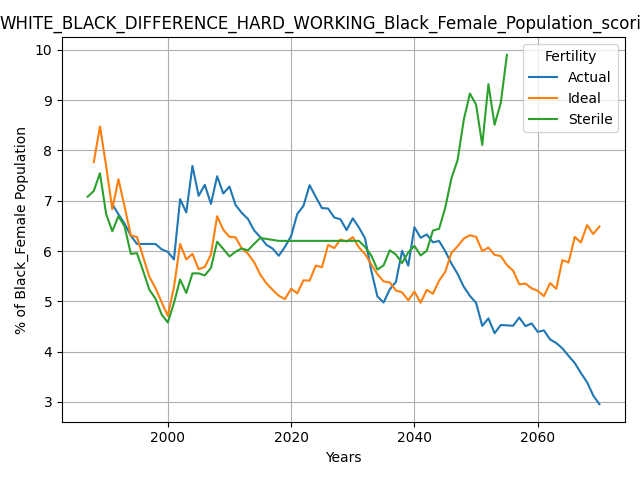 WHITE_BLACK_DIFFERENCE_HARD_WORKING_Black_Female_Population_scori
Fertility
Actual
Ideal
Sterile
% of Black_Female Population
10
9
8
7
6
5
4
3
2000 2020 2040 2060
Years